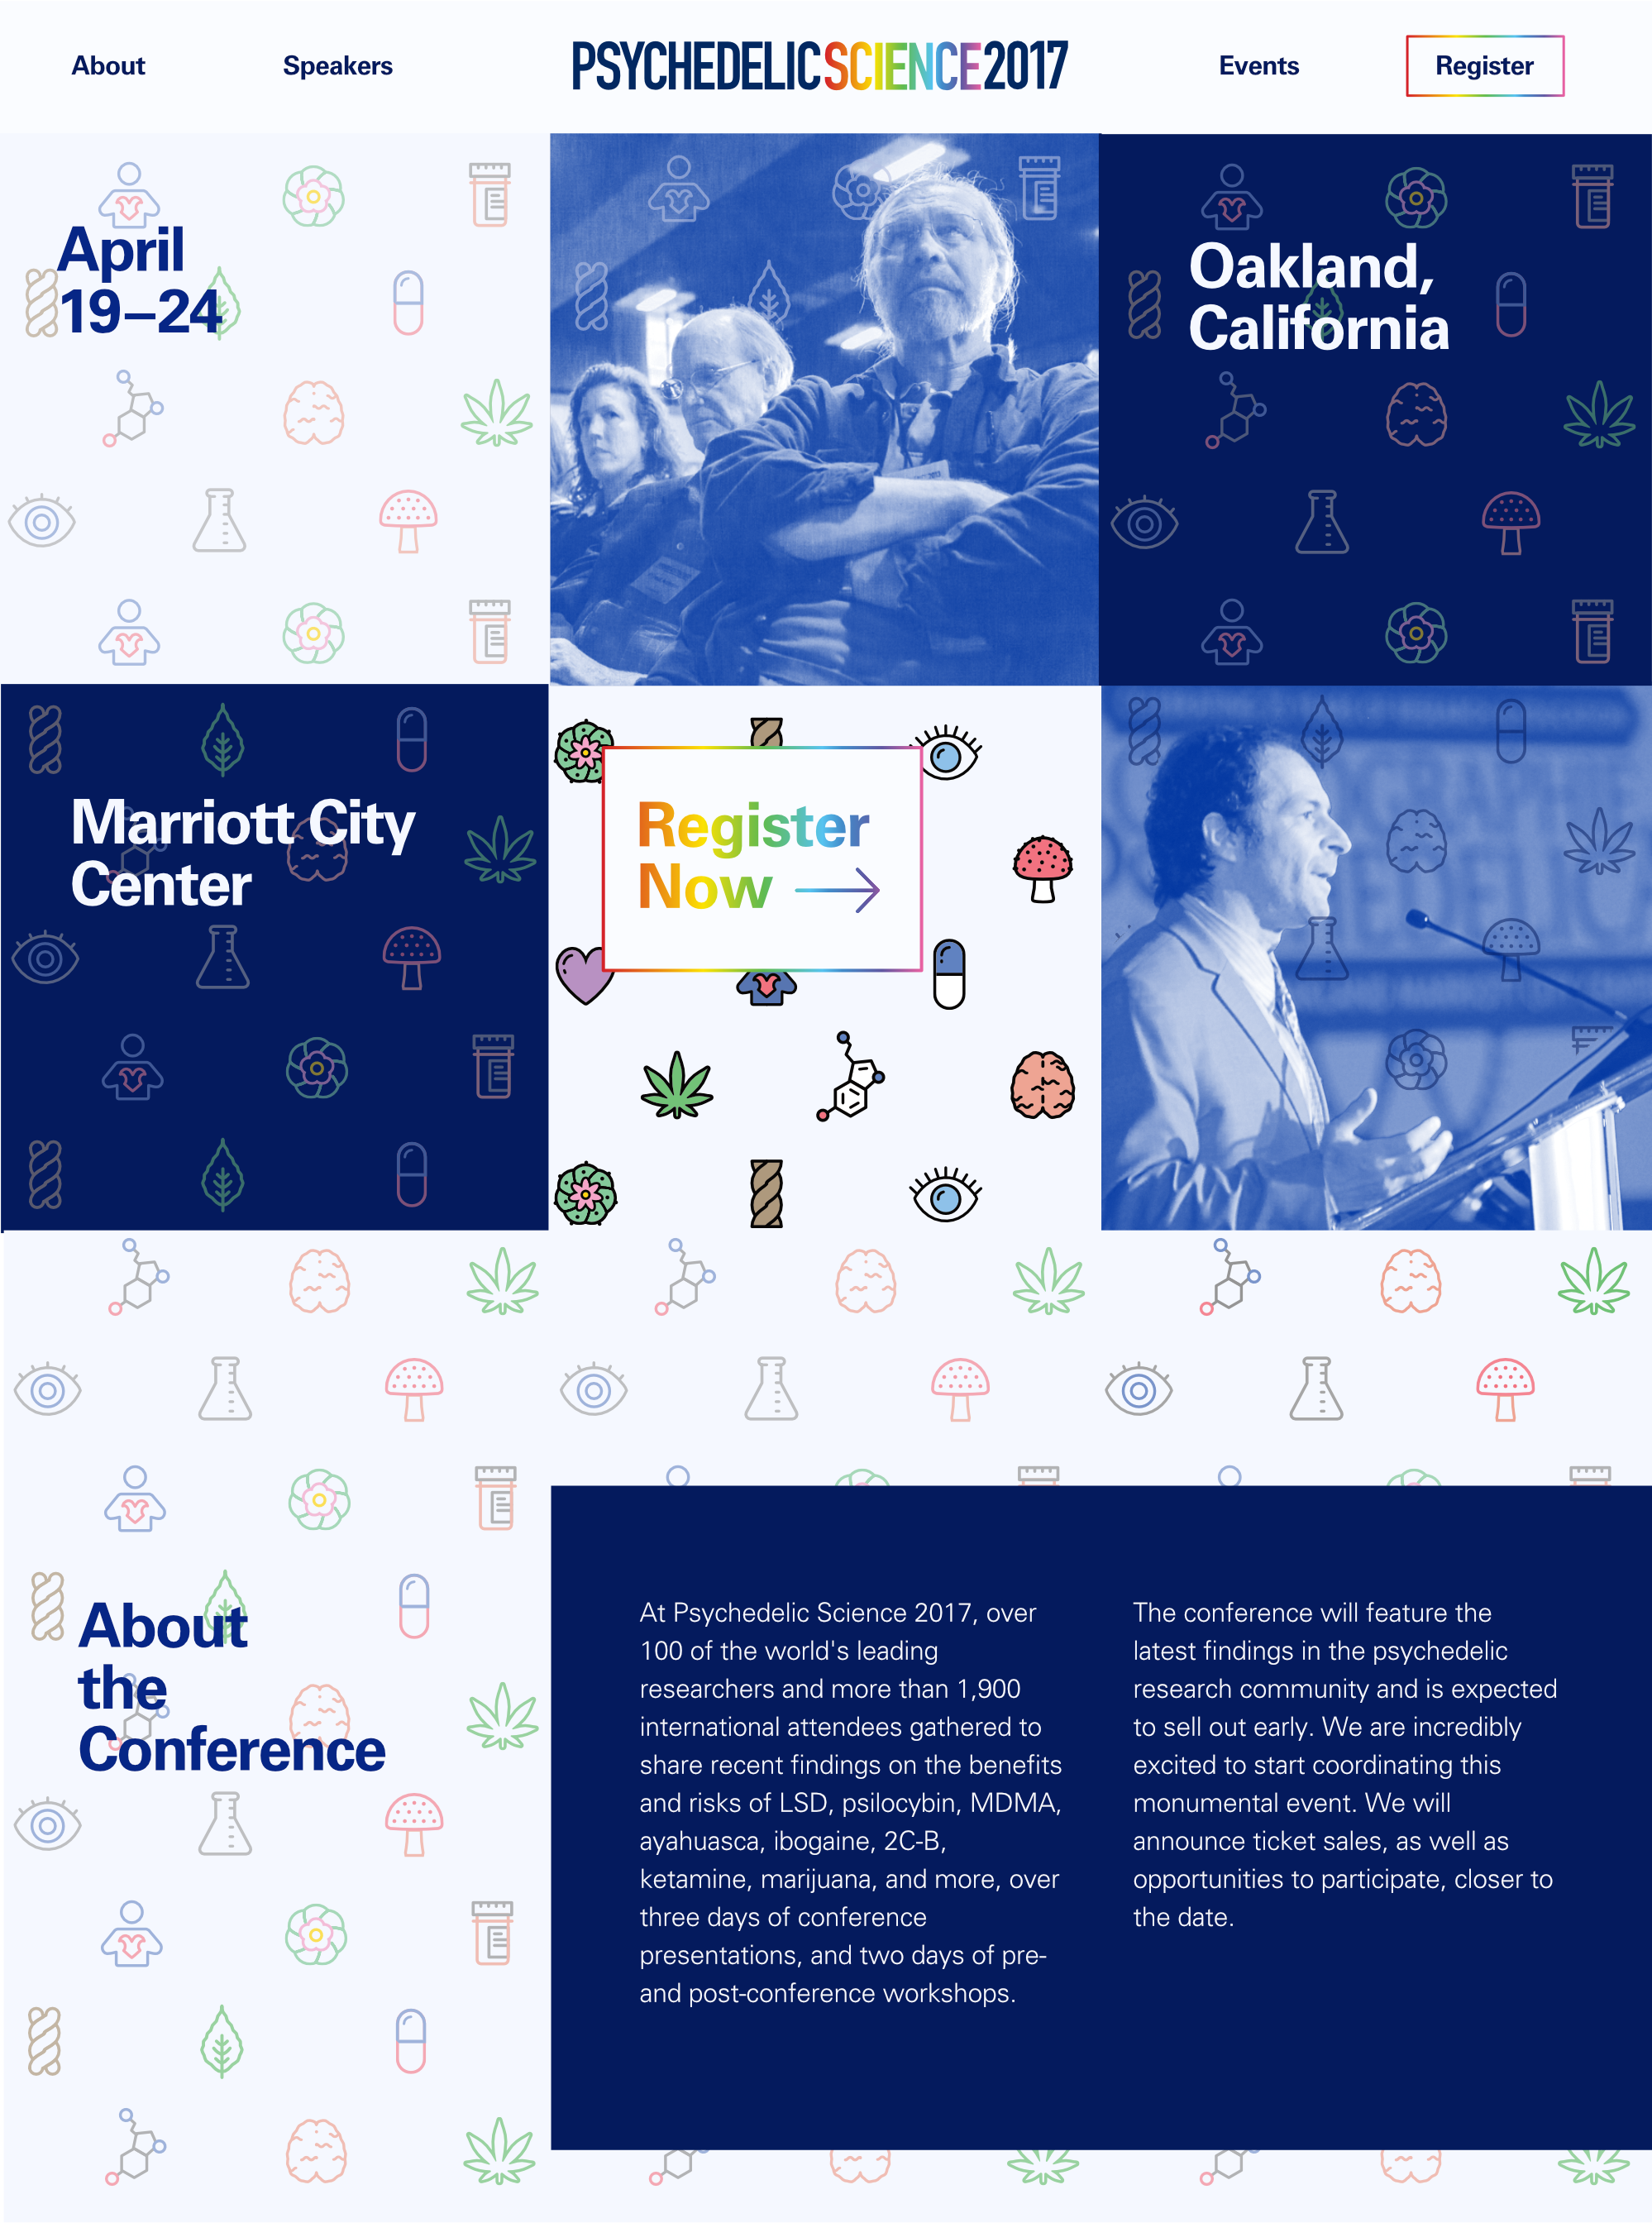 About
Speakers
PSYCHEDELICSCIENCE2017
Events
Register
April
19–24
Oakland,
California
Marriott City
Center
Register
Now
About
the
Conference
At Psychedelic Science 2017, over
100 of the world's leading
researchers and more than 1,900
international attendees gathered to
share recent findings on the benefits
and risks of LSD, psilocybin, MDMA,
ayahuasca, ibogaine, 2C-B,
ketamine, marijuana, and more, over
three days of conference
presentations, and two days of pre-
and post-conference workshops.
The conference will feature the
latest findings in the psychedelic
research community and is expected
to sell out early. We are incredibly
excited to start coordinating this
monumental event. We will
announce ticket sales, as well as
opportunities to participate, closer to
the date.